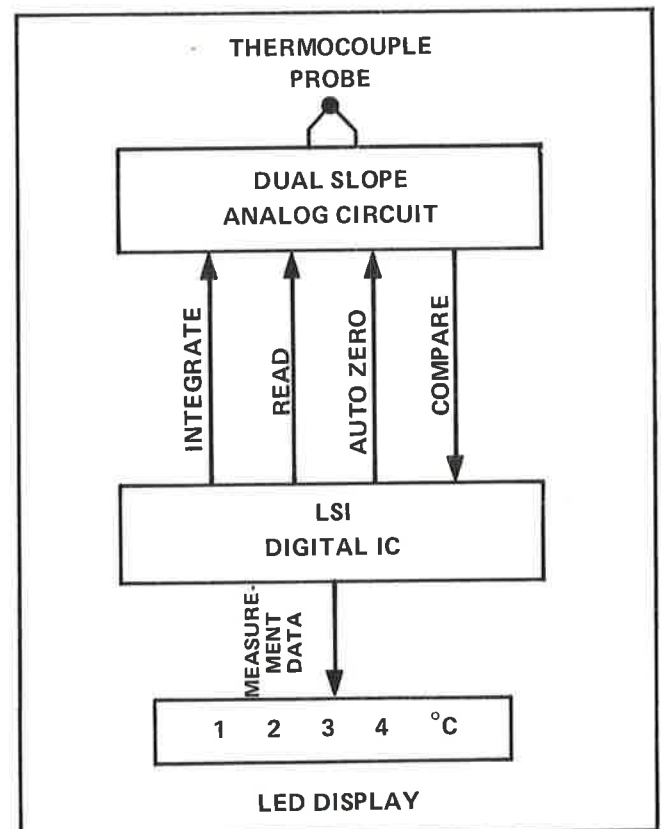 THERMOCOUPLE
PROBE
DUAL SLOPE
ANALOG CIRCUIT
INTEGRATE
READ
AUTO ZERO
COMPARE
LSI
DIGITAL IC
MEASURE-
MENT
DATA
1 2 3 4 °C
LED DISPLAY